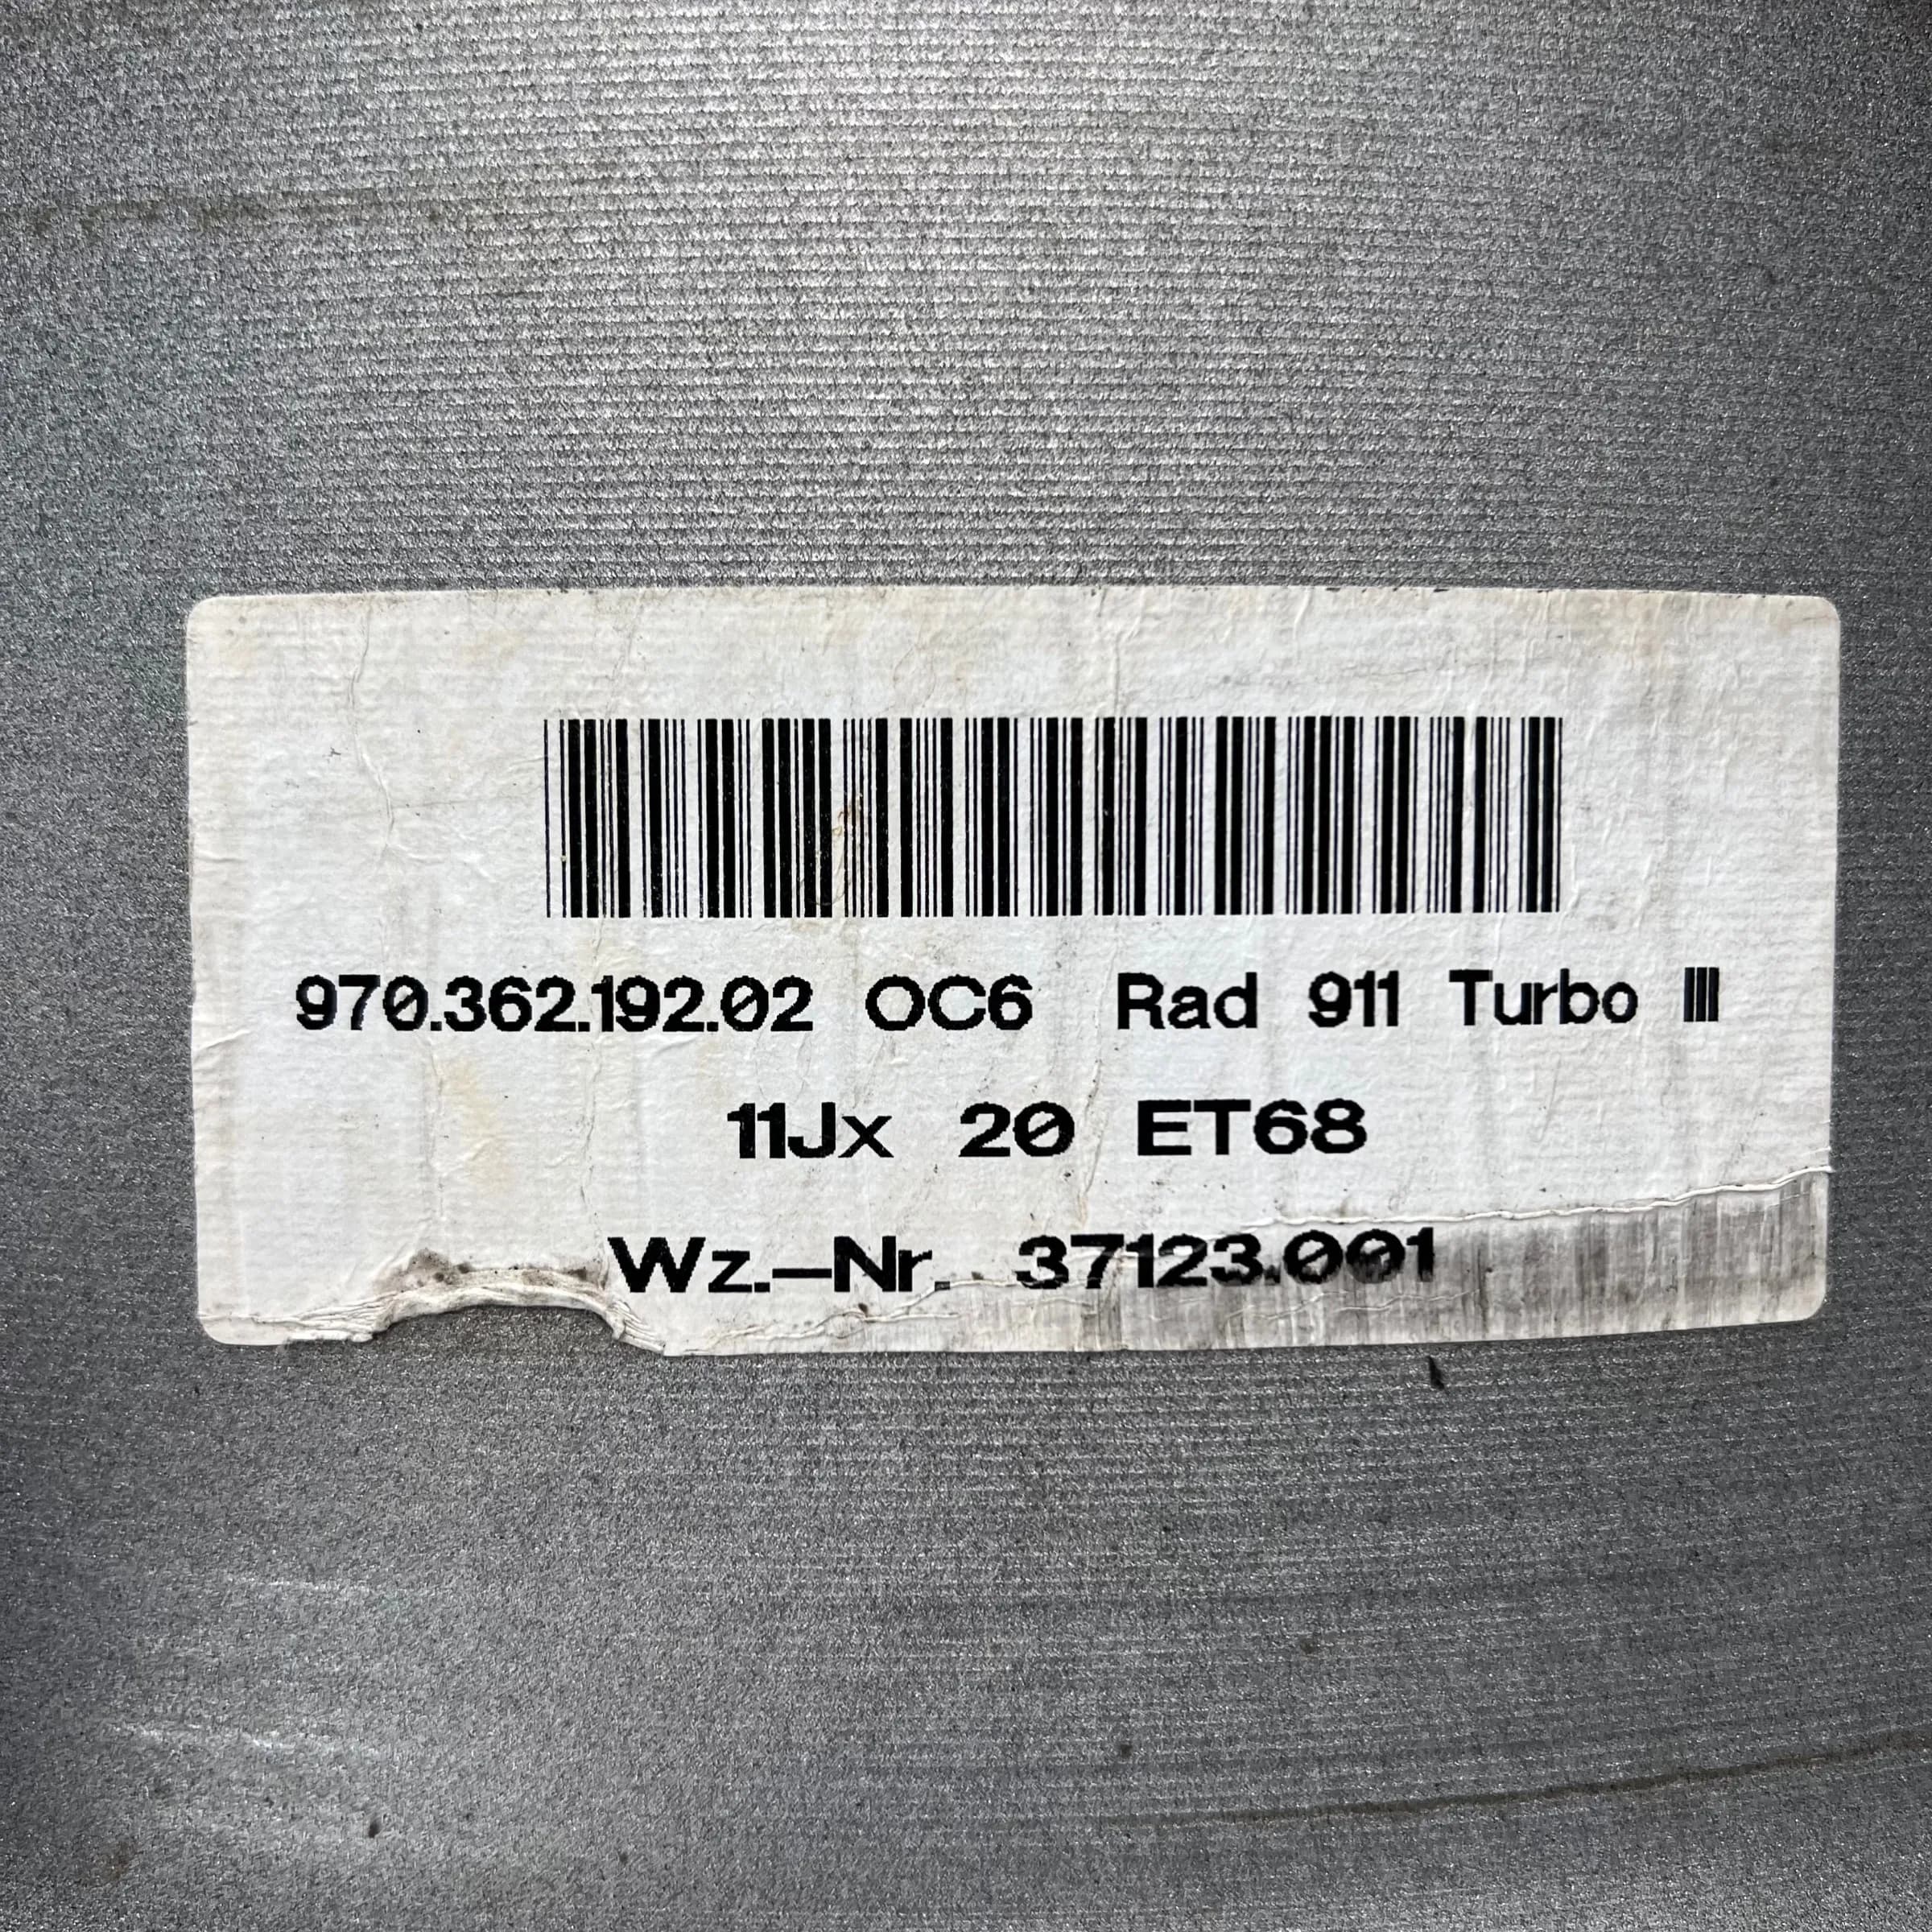 970.362.192.02 OC6 Rad 911 Turbo III
11Jx 20 ET68
Wz.-Nr. 37123.001